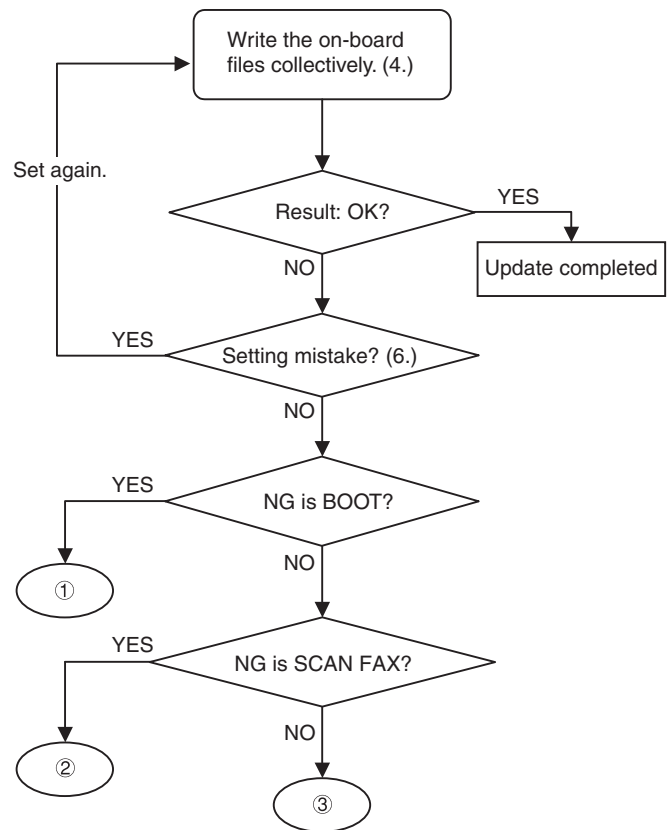 Write the on-board
files collectively. (4.)
Set again.
Result: OK?
YES
Update completed
NO
YES
Setting mistake? (6.)
NO
YES
NG is BOOT?
①
NO
YES
NG is SCAN FAX?
②
NO
③